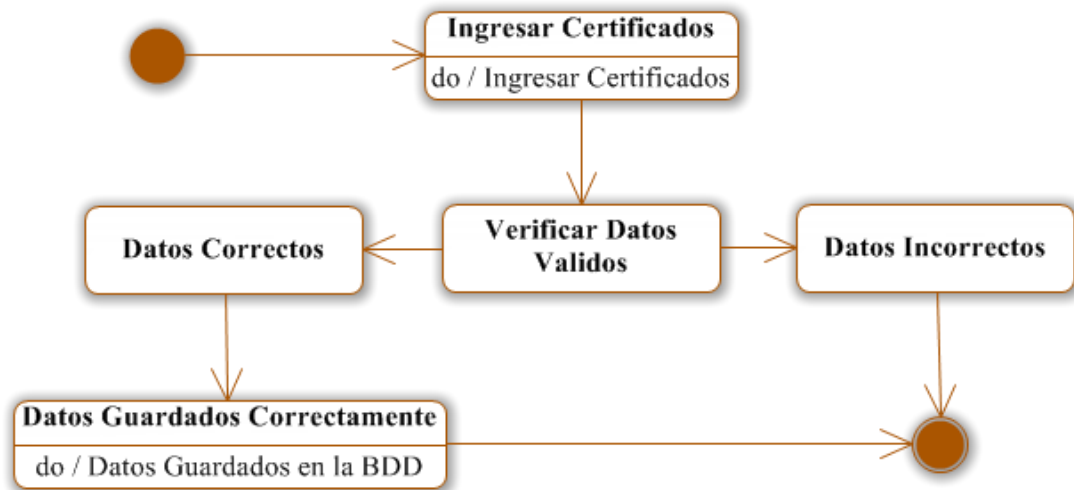 Ingresar Certificados
do / Ingresar Certificados
Datos Correctos
Verificar Datos
Validos
Datos Incorrectos
Datos Guardados Correctamente
do / Datos Guardados en la BDD